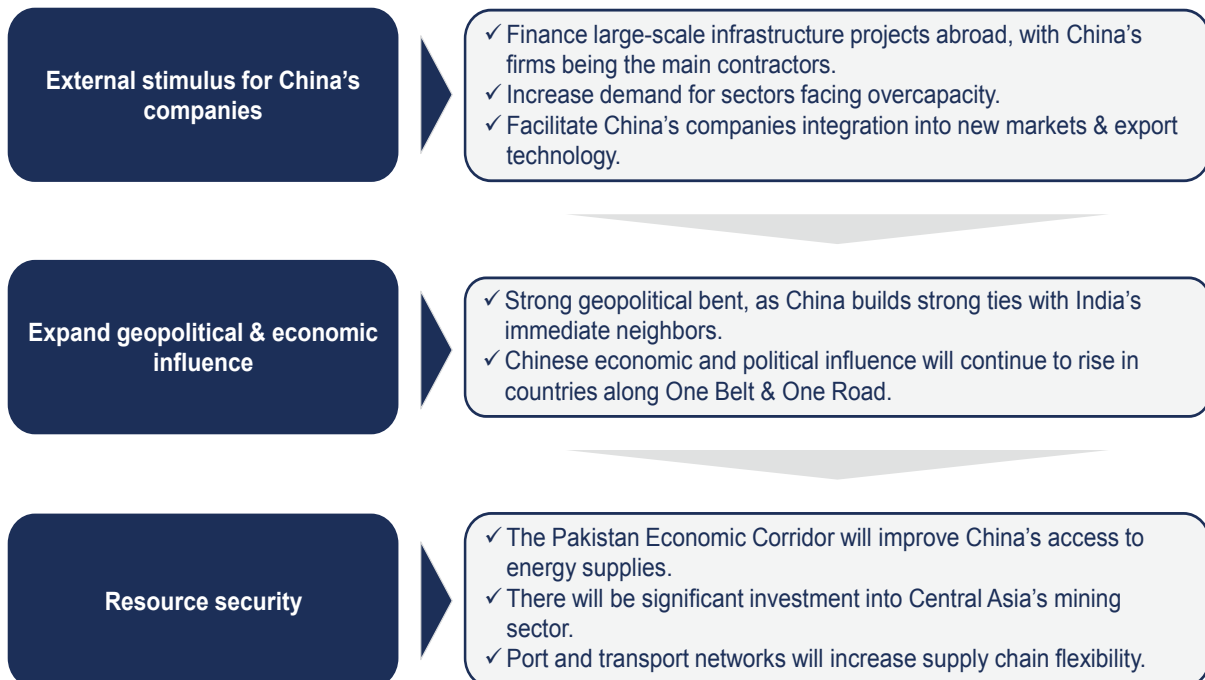 External stimulus for China’s
companies
✓ Finance large-scale infrastructure projects abroad, with China’s
firms being the main contractors.
✓ Increase demand for sectors facing overcapacity.
✓ Facilitate China’s companies integration into new markets & export
technology.
Expand geopolitical & economic
influence
✓ Strong geopolitical bent, as China builds strong ties with India’s
immediate neighbors.
✓ Chinese economic and political influence will continue to rise in
countries along One Belt & One Road.
Resource security
✓ The Pakistan Economic Corridor will improve China’s access to
energy supplies.
✓ There will be significant investment into Central Asia’s mining
sector.
✓ Port and transport networks will increase supply chain flexibility.